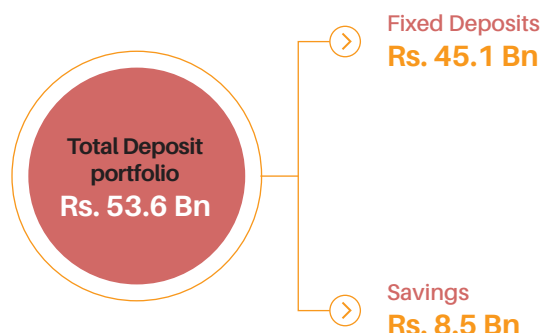 Total Deposit
portfolio
Rs. 53.6 Bn
Fixed Deposits
Rs. 45.1 Bn
Savings
Rs. 8.5 Bn